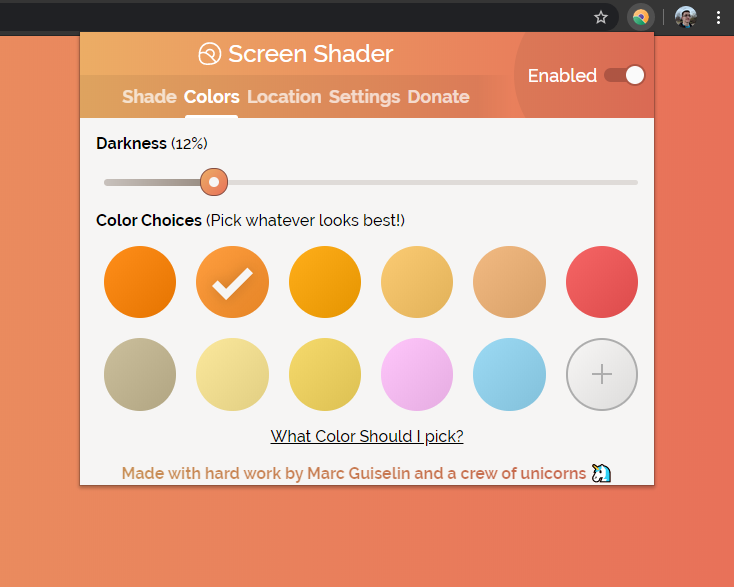 Screen Shader
Enabled
Shade Colors Location Settings Donate
Darkness (12%)
Color Choices (Pick whatever looks best!)
What Color Should I pick?
Made with hard work by Marc Guiselin and a crew of unicorns 🦄